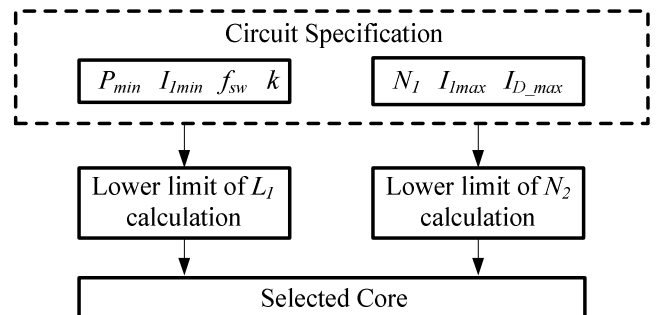 Circuit Specification
P_min I_1min f_sw k
N_1 I_1max I_D_max
Lower limit of L_1
calculation
Lower limit of N_2
calculation
Selected Core